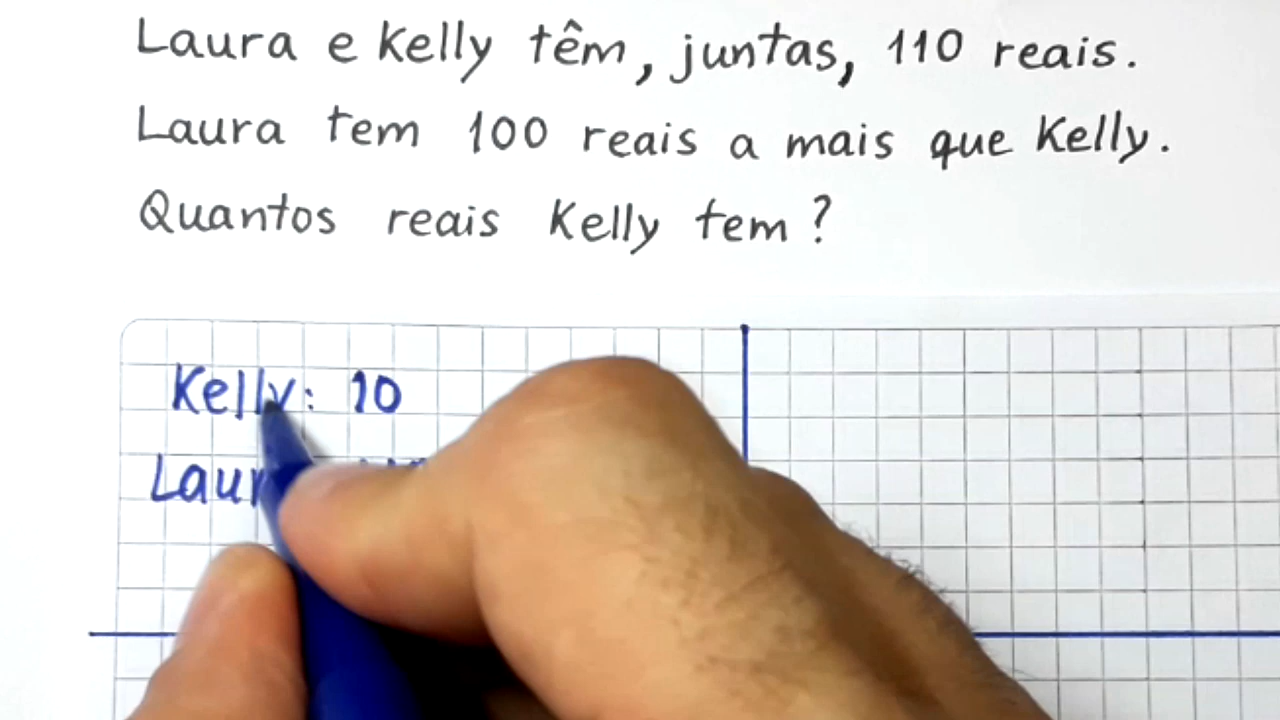 Laura e Kelly têm, juntas, 110 reais.
Laura tem 100 reais a mais que Kelly.
Quantos reais Kelly tem?
Kelly: 10